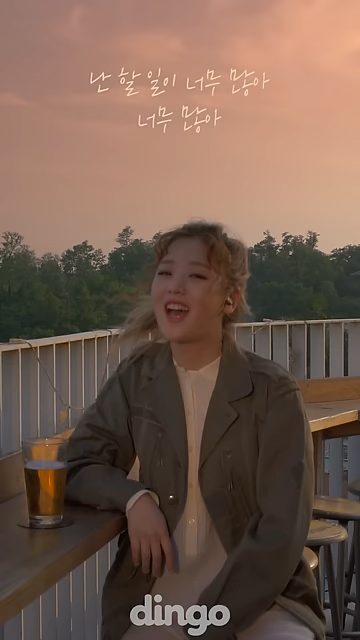 난 할 일이 너무 많아
너무 많아
dingo